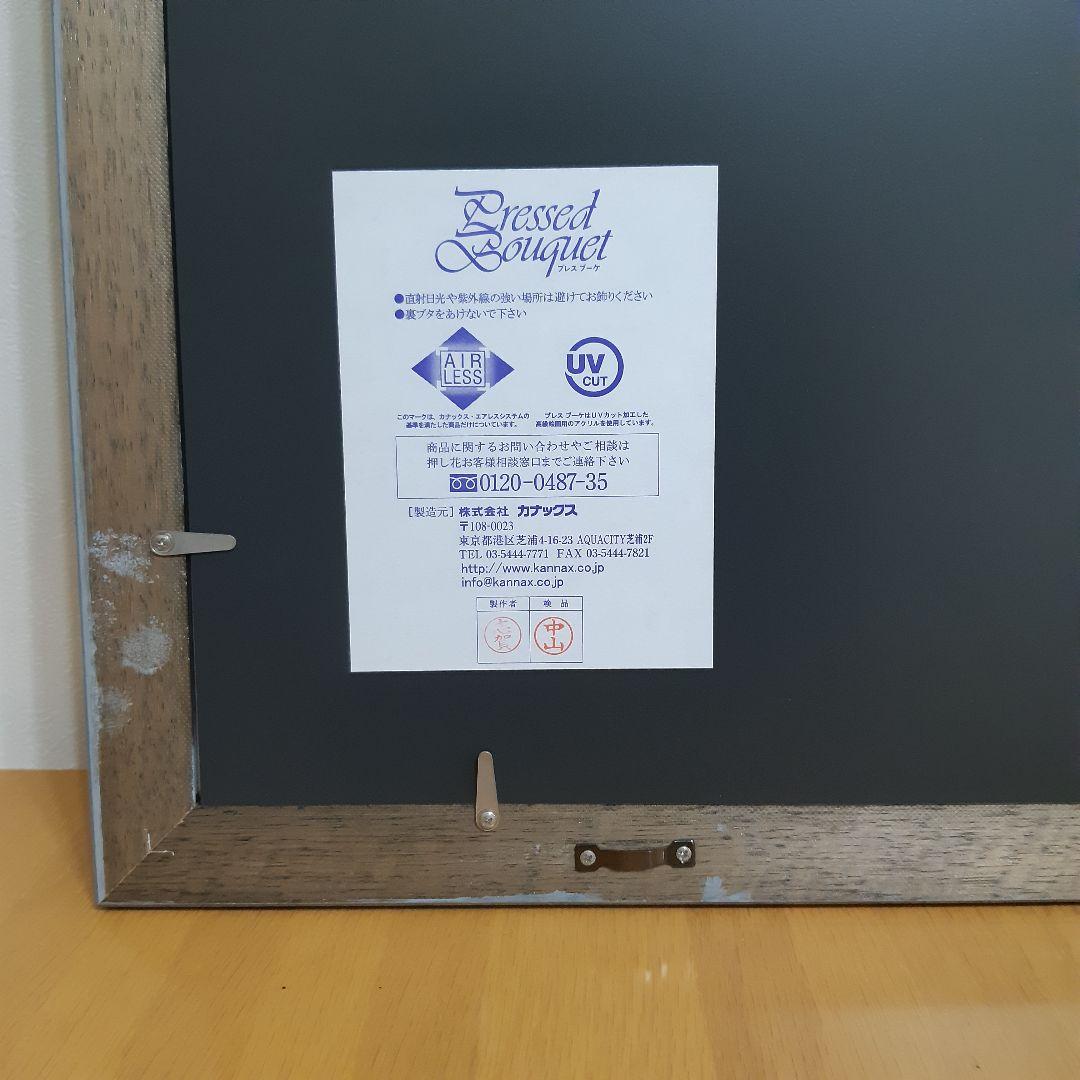 Pressed
Bouquet
プレス ブーケ
●直射日光や紫外線の強い場所は避けてお飾りください
●裏ブタをあけないで下さい
AIR
LESS
UV
CUT
このマークは、カナックス・エアレスシステムの
基準を満たした商品だけについています。
プレス ブーケはUVカット加工した
高級絵画用のアクリルを使用しています。
商品に関するお問い合わせやご相談は
押し花お客様相談窓口までご連絡下さい
0120-0487-35
[製造元] 株式会社 カナックス
〒108-0023
東京都港区芝浦4-16-23 AQUACITY芝浦2F
TEL 03-5444-7771 FAX 03-5444-7821
http://www.kannax.co.jp
info@kannax.co.jp
製作者 検品
志賀 中山